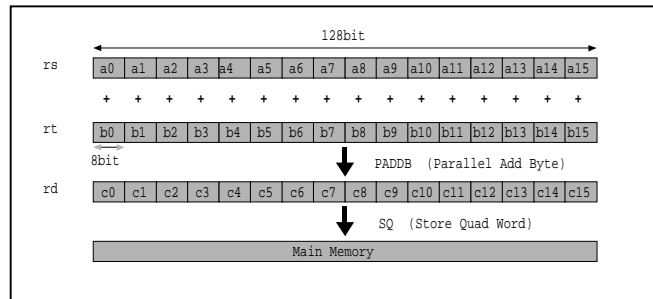 128bit
rs a0 a1 a2 a3 a4 a5 a6 a7 a8 a9 a10 a11 a12 a13 a14 a15
+ + + + + + + + + + + + + + + +
rt b0 b1 b2 b3 b4 b5 b6 b7 b8 b9 b10 b11 b12 b13 b14 b15
8bit PADDB (Parallel Add Byte)
rd c0 c1 c2 c3 c4 c5 c6 c7 c8 c9 c10 c11 c12 c13 c14 c15
SQ (Store Quad Word)
Main Memory